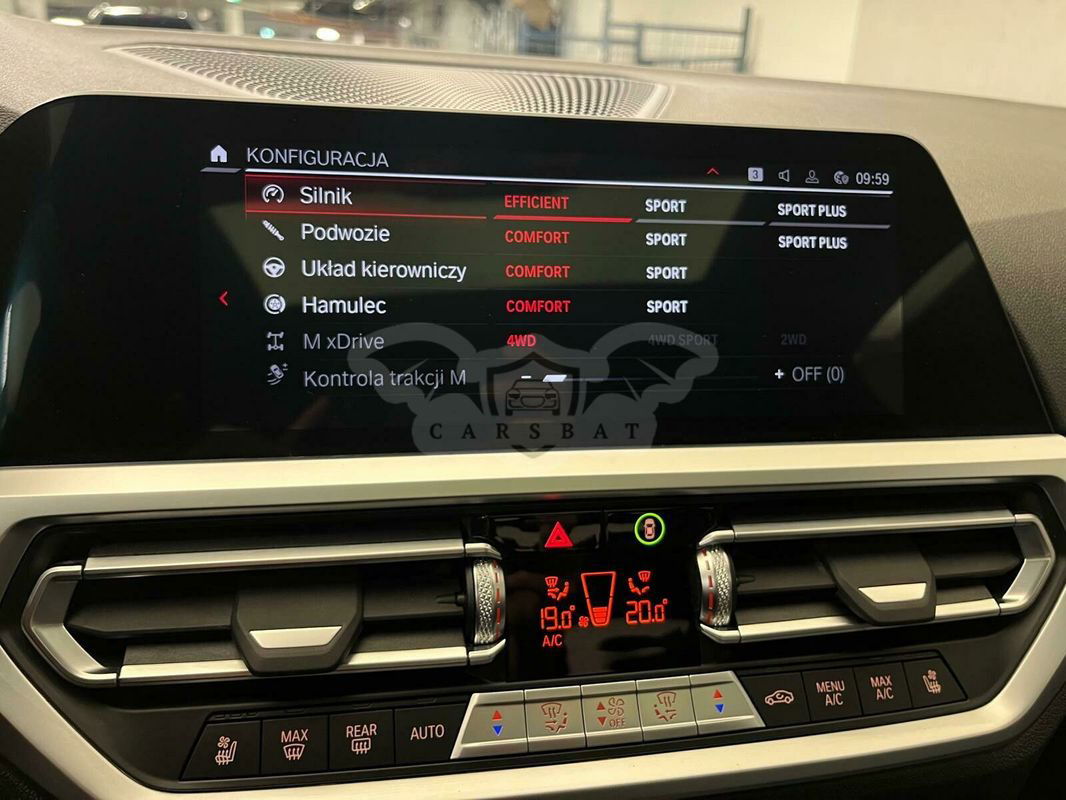 KONFIGURACJA
3 09:59
Silnik EFFICIENT SPORT SPORT PLUS
Podwozie COMFORT SPORT SPORT PLUS
Układ kierowniczy COMFORT SPORT
Hamulec COMFORT SPORT
M xDrive 4WD 4WD SPORT 2WD
Kontrola trakcji M - + OFF (0)
CARSBAT
19.0° 20.0°
A/C
MAX
REAR
AUTO
OFF
MENU A/C
MAX A/C